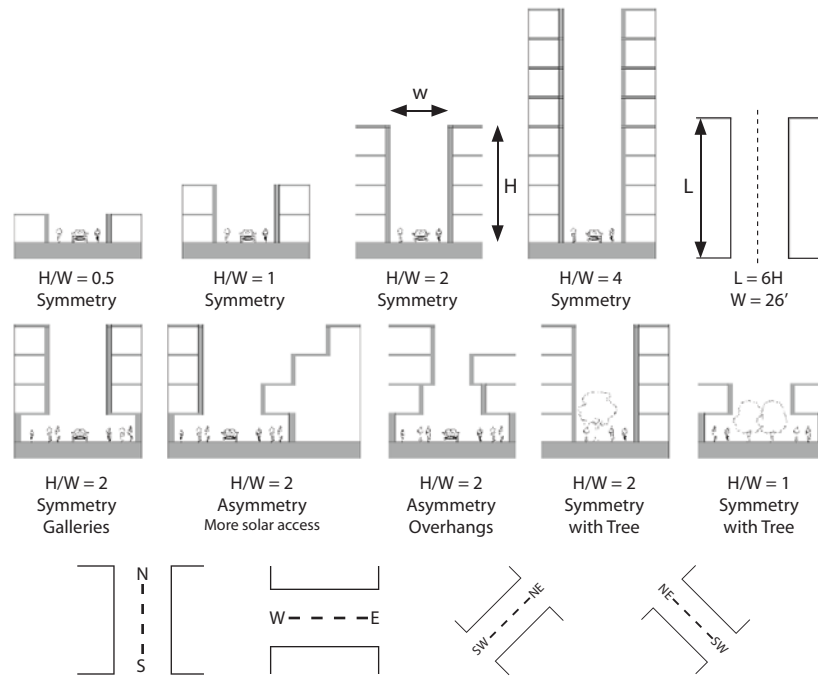 W
H
L
H/W = 0.5
Symmetry
H/W = 1
Symmetry
H/W = 2
Symmetry
H/W = 4
Symmetry
L = 6H
W = 26′
H/W = 2
Symmetry
Galleries
H/W = 2
Asymmetry
More solar access
H/W = 2
Asymmetry
Overhangs
H/W = 2
Symmetry
with Tree
H/W = 1
Symmetry
with Tree
N
S
W
E
NE
SW
NE
SW